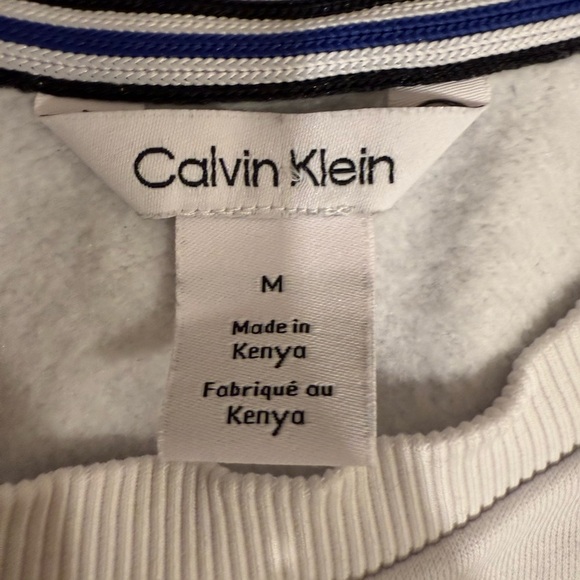 Calvin Klein
M
Made in
Kenya
Fabriqué au
Kenya